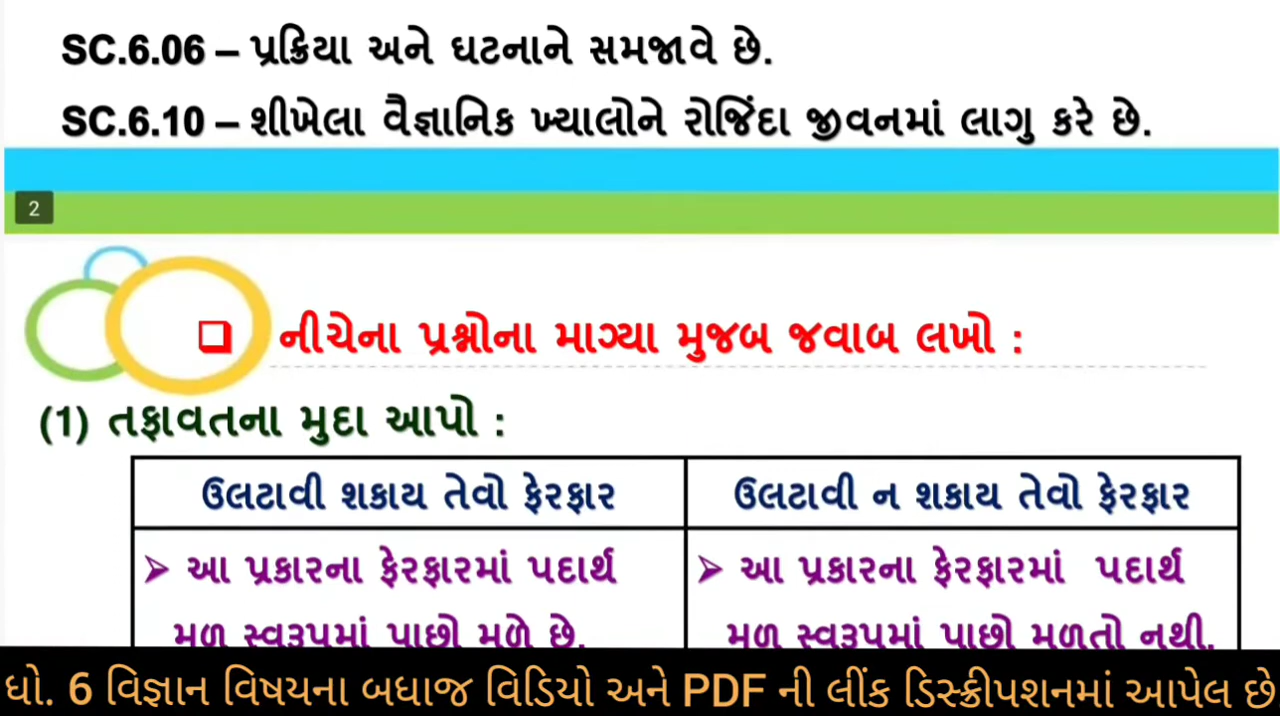 SC.6.06 – પ્રક્રિયા અને ઘટનાને સમજાવે છે.
SC.6.10 – શીખેલા વૈજ્ઞાનિક ખ્યાલોને રોજિંદા જીવનમાં લાગુ કરે છે.
2
❑ નીચેના પ્રશ્નોના માગ્યા મુજબ જવાબ લખો :
(1) તફાવતના મુદા આપો :
ઉલટાવી શકાય તેવો ફેરફાર
ઉલટાવી ન શકાય તેવો ફેરફાર
➢ આ પ્રકારના ફેરફારમાં પદાર્થ
મળ સ્વરૂપમાં પાછો મળે છે.
➢ આ પ્રકારના ફેરફારમાં પદાર્થ
મળ સ્વરૂપમાં પાછો મળતો નથી.
ધો. 6 વિજ્ઞાન વિષયના બધાજ વિડિયો અને PDF ની લીંક ડિસ્ક્રીપશનમાં આપેલ છે